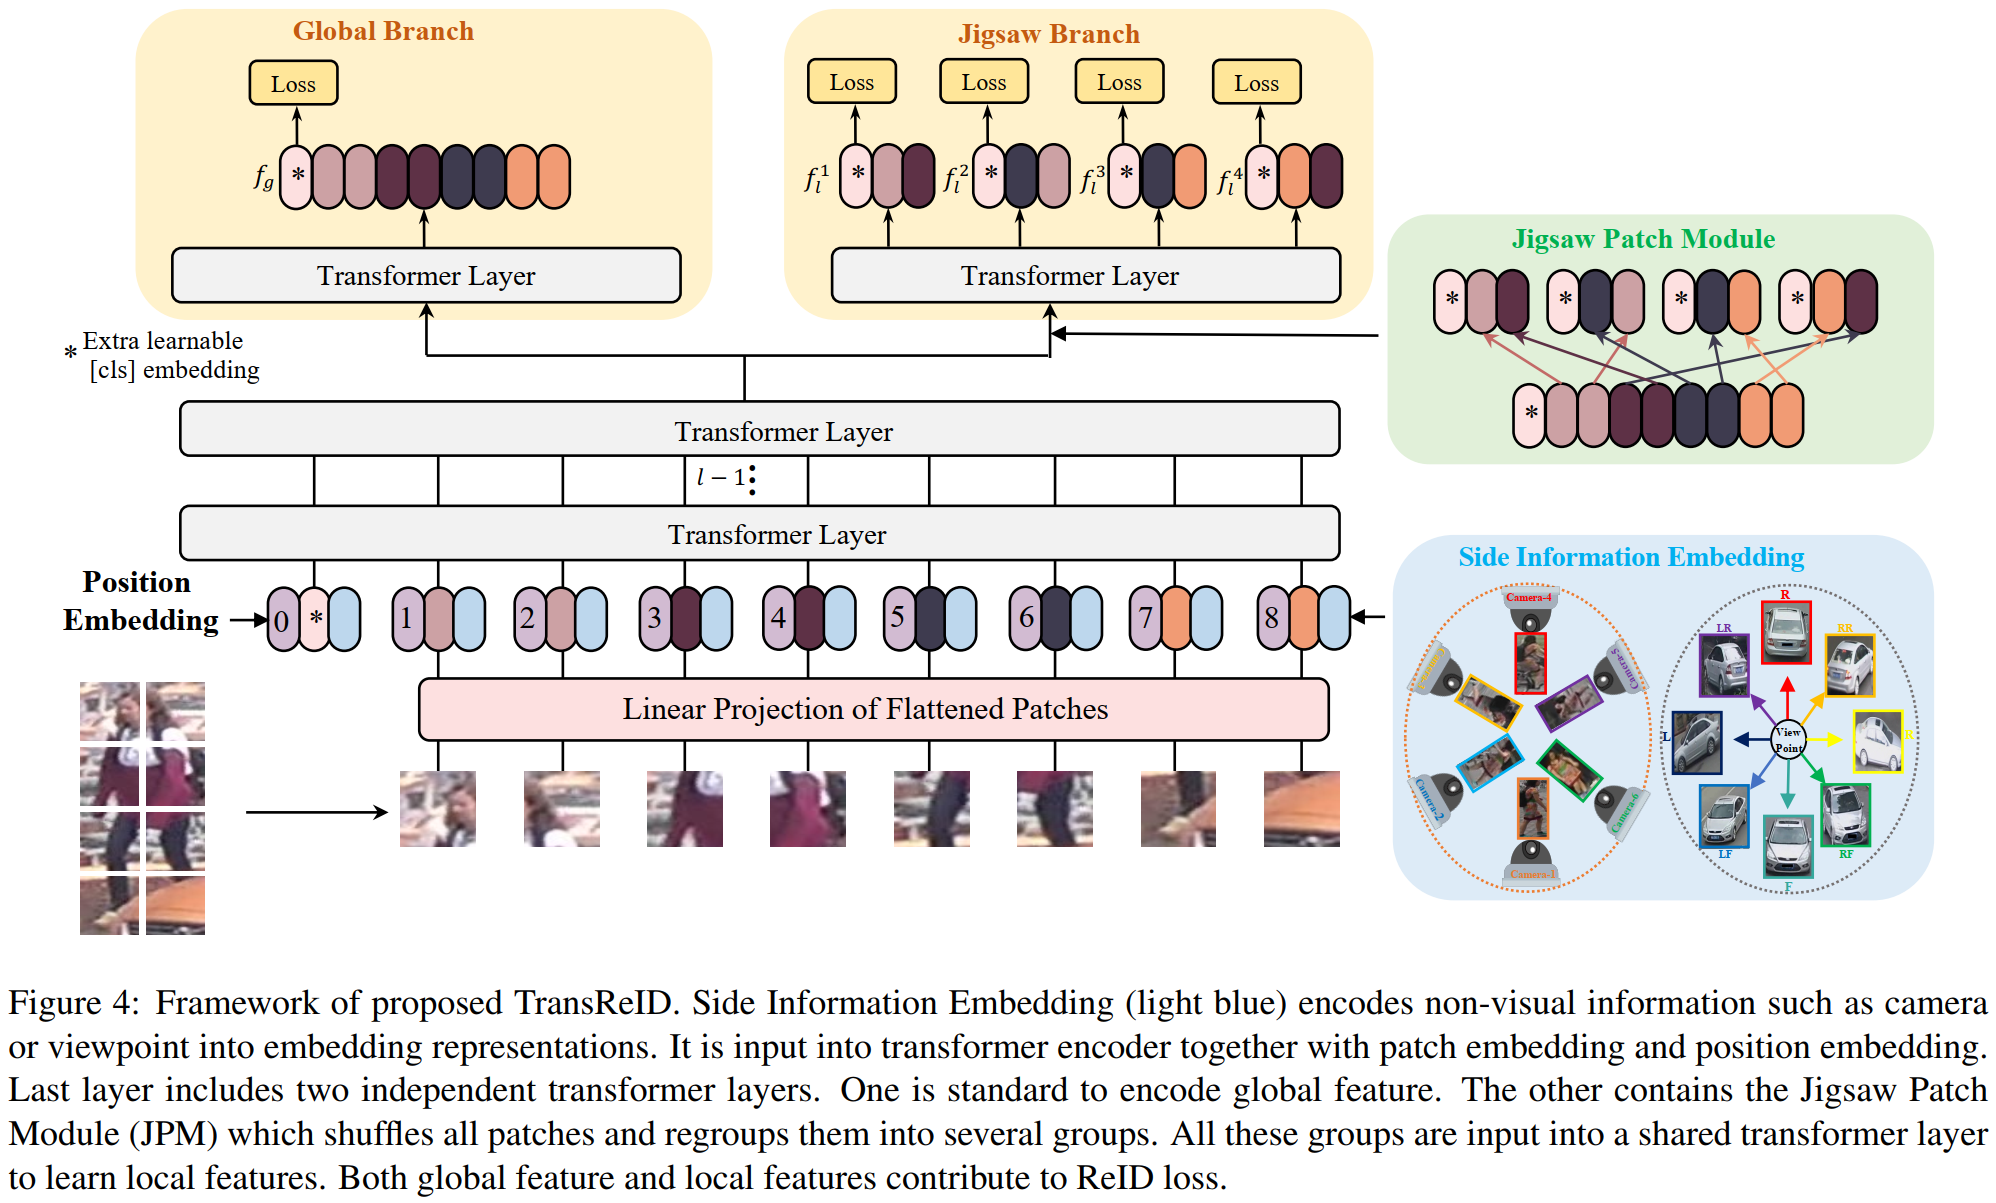 Global Branch
Loss
f_g
*
Transformer Layer
Jigsaw Branch
Loss Loss Loss Loss
f_l^1 * f_l^2 * f_l^3 * f_l^4 *
Transformer Layer
* Extra learnable
[cls] embedding
Jigsaw Patch Module
* * * *
*
Transformer Layer
l − 1
Transformer Layer
Position
Embedding
0 * 1 2 3 4 5 6 7 8
Linear Projection of Flattened Patches
Side Information Embedding
Camera-4
Camera-5
Camera-6
Camera-1
Camera-2
R
RR
R
RF
F
LF
L
LR
View
Point
Figure 4: Framework of proposed TransReID. Side Information Embedding (light blue) encodes non-visual information such as camera
or viewpoint into embedding representations. It is input into transformer encoder together with patch embedding and position embedding.
Last layer includes two independent transformer layers. One is standard to encode global feature. The other contains the Jigsaw Patch
Module (JPM) which shuffles all patches and regroups them into several groups. All these groups are input into a shared transformer layer
to learn local features. Both global feature and local features contribute to ReID loss.